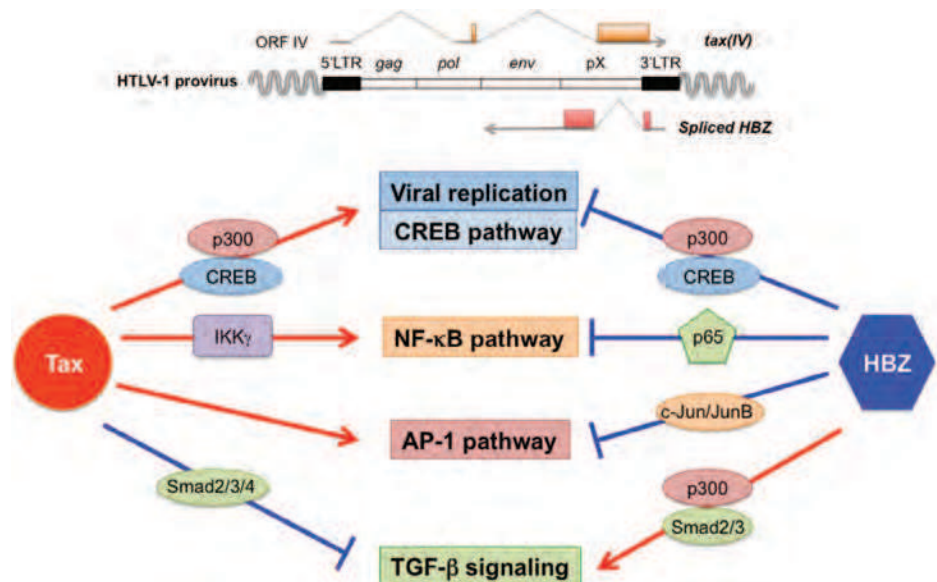 ORF IV
tax(IV)
5'LTR gag pol env pX 3'LTR
HTLV-1 provirus
Spliced HBZ
Viral replication
CREB pathway
p300
CREB
p300
CREB
Tax
IKKγ
NF-κB pathway
p65
HBZ
AP-1 pathway
c-Jun/JunB
Smad2/3/4
p300
Smad2/3
TGF-β signaling